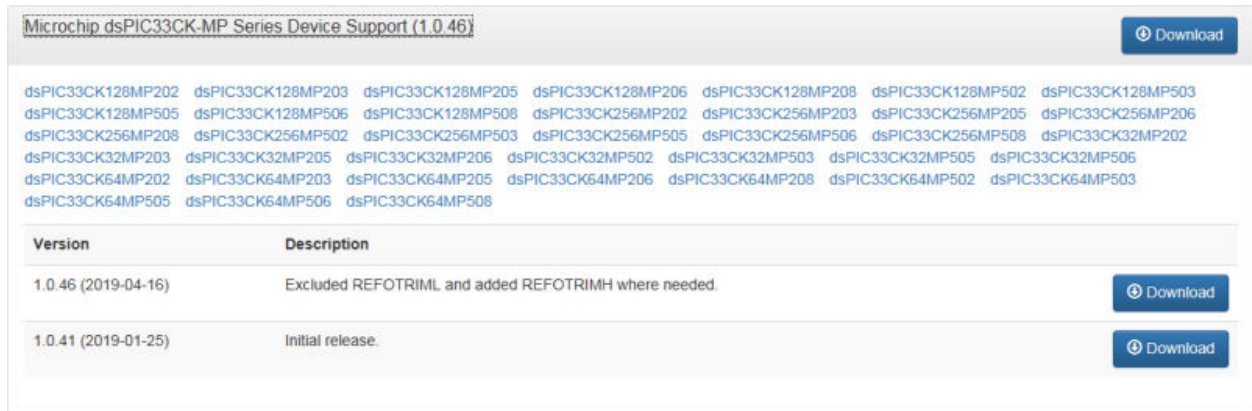 Microchip dsPIC33CK-MP Series Device Support (1.0.46)
Download
dsPIC33CK128MP202 dsPIC33CK128MP203 dsPIC33CK128MP205 dsPIC33CK128MP206 dsPIC33CK128MP208 dsPIC33CK128MP502 dsPIC33CK128MP503
dsPIC33CK128MP505 dsPIC33CK128MP506 dsPIC33CK128MP508 dsPIC33CK256MP202 dsPIC33CK256MP203 dsPIC33CK256MP205 dsPIC33CK256MP206
dsPIC33CK256MP208 dsPIC33CK256MP502 dsPIC33CK256MP503 dsPIC33CK256MP505 dsPIC33CK256MP506 dsPIC33CK256MP508 dsPIC33CK32MP202
dsPIC33CK32MP203 dsPIC33CK32MP205 dsPIC33CK32MP206 dsPIC33CK32MP502 dsPIC33CK32MP503 dsPIC33CK32MP505 dsPIC33CK32MP506
dsPIC33CK64MP202 dsPIC33CK64MP203 dsPIC33CK64MP205 dsPIC33CK64MP206 dsPIC33CK64MP208 dsPIC33CK64MP502 dsPIC33CK64MP503
dsPIC33CK64MP505 dsPIC33CK64MP506 dsPIC33CK64MP508
Version Description
1.0.46 (2019-04-16) Excluded REFOTRIML and added REFOTRIMH where needed. Download
1.0.41 (2019-01-25) Initial release. Download